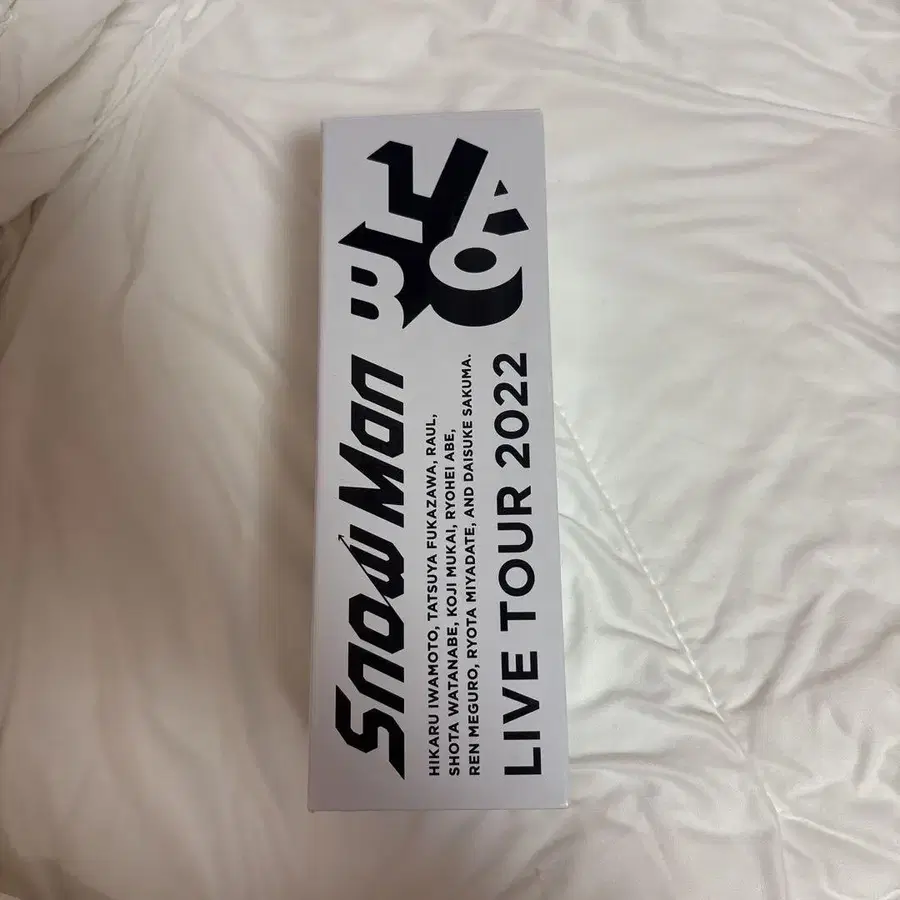 Snow Man
HIKARU IWAMOTO, TATSUYA FUKAZAWA, RAUL,
SHOTA WATANABE, KOJI MUKAI, RYOHEI ABE,
REN MEGURO, RYOTA MIYADATE, AND DAISUKE SAKUMA.
LIVE TOUR 2022